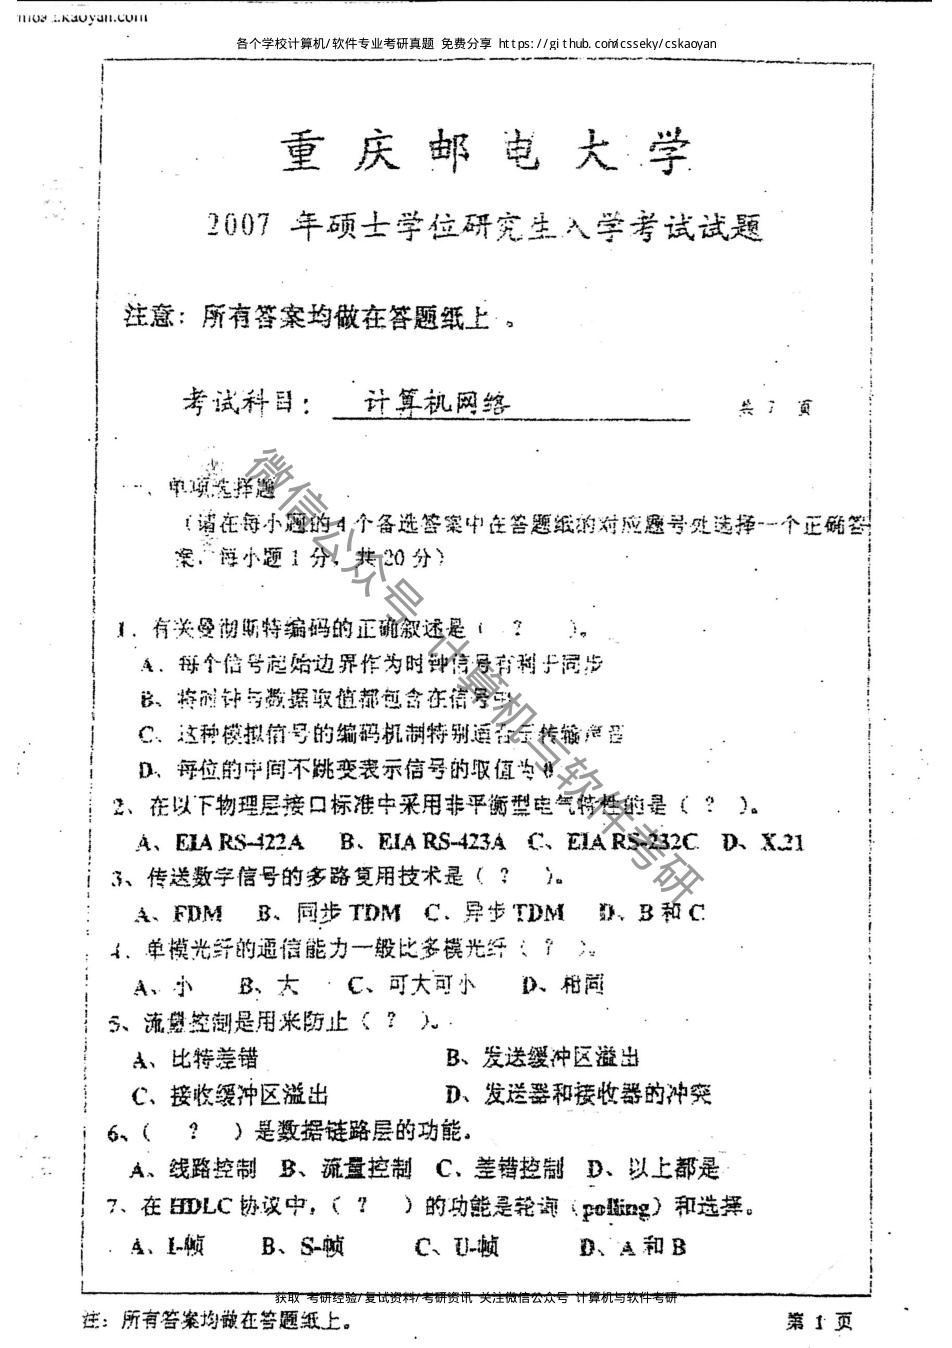 各个学校计算机/软件专业考研真题 免费分享 https://github.com/csseky/cskaoyan
重庆邮电大学
2007 年硕士学位研究生入学考试试题
注意：所有答案均做在答题纸上 。
考试科目： 计算机网络 共 7 页
一、单项选择题
（请在每小题的 4 个备选答案中在答题纸的对应题号处选择一个正确答
案，每小题 1 分，共 20 分）
1．有关曼彻斯特编码的正确叙述是（ ? ）。
A、每个信号起始边界作为时钟信号有利于同步
B、将时钟与数据取值都包含在信号中
C、这种模拟信号的编码机制特别适合于传输声音
D、每位的中间不跳变表示信号的取值为 0
2、在以下物理层接口标准中采用非平衡型电气特性的是（ ? ）。
A、EIA RS-422A B、EIA RS-423A C、EIA RS-232C D、X.21
3、传送数字信号的多路复用技术是（ ? ）。
A、FDM B、同步 TDM C、异步 TDM D、B 和 C
4．单模光纤的通信能力一般比多模光纤（ ? ）。
A、小 B、大 C、可大可小 D、相同
5、流量控制是用来防止（ ? ）。
A、比特差错 B、发送缓冲区溢出
C、接收缓冲区溢出 D、发送器和接收器的冲突
6、（ ? ）是数据链路层的功能．
A、线路控制 B、流量控制 C、差错控制 D、以上都是
7、在 HDLC 协议中，（ ? ）的功能是轮询（polling）和选择。
A、I-帧 B、S-帧 C、U-帧 D、A 和 B
获取 考研经验/复试资料/考研资讯 关注微信公众号 计算机与软件考研
注：所有答案均做在答题纸上。 第 1 页
微信公众号 计算机与软件考研